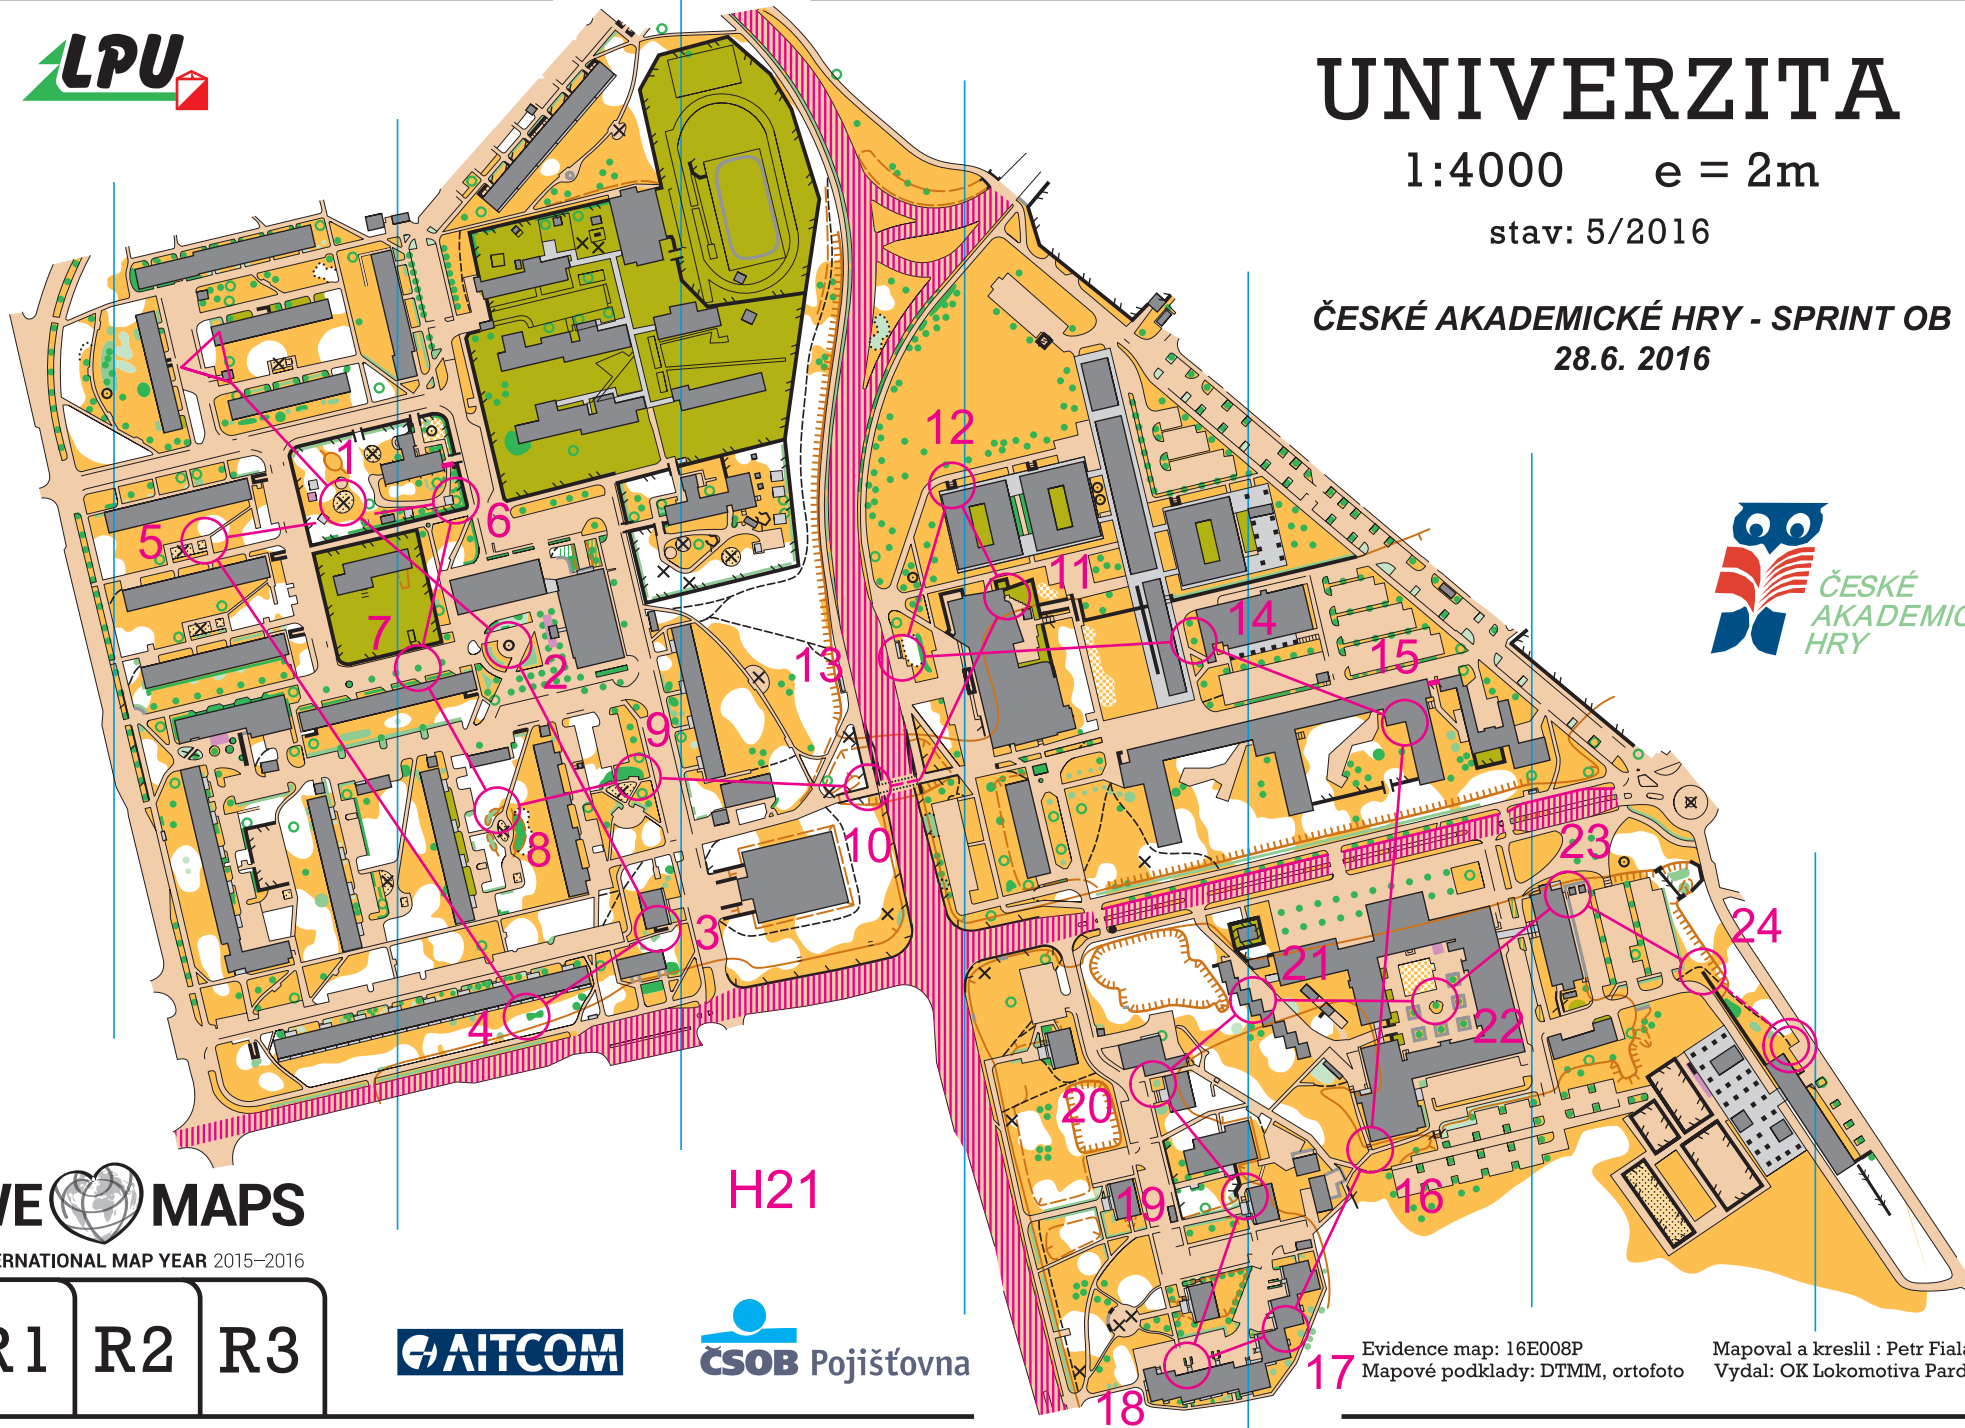 LPU
UNIVERZITA
1:4000 e = 2m
stav: 5/2016
ČESKÉ AKADEMICKÉ HRY - SPRINT OB
28.6. 2016
ČESKÉ
AKADEMIC
HRY
1
2
3
4
5
6
7
8
9
10
11
12
13
14
15
16
17
18
19
20
21
22
23
24
H21
WE MAPS
ERNATIONAL MAP YEAR 2015–2016
R1 R2 R3
AITCOM
ČSOB Pojišťovna
Evidence map: 16E008P
Mapové podklady: DTMM, ortofoto
Mapoval a kreslil : Petr Fiala
Vydal: OK Lokomotiva Pard